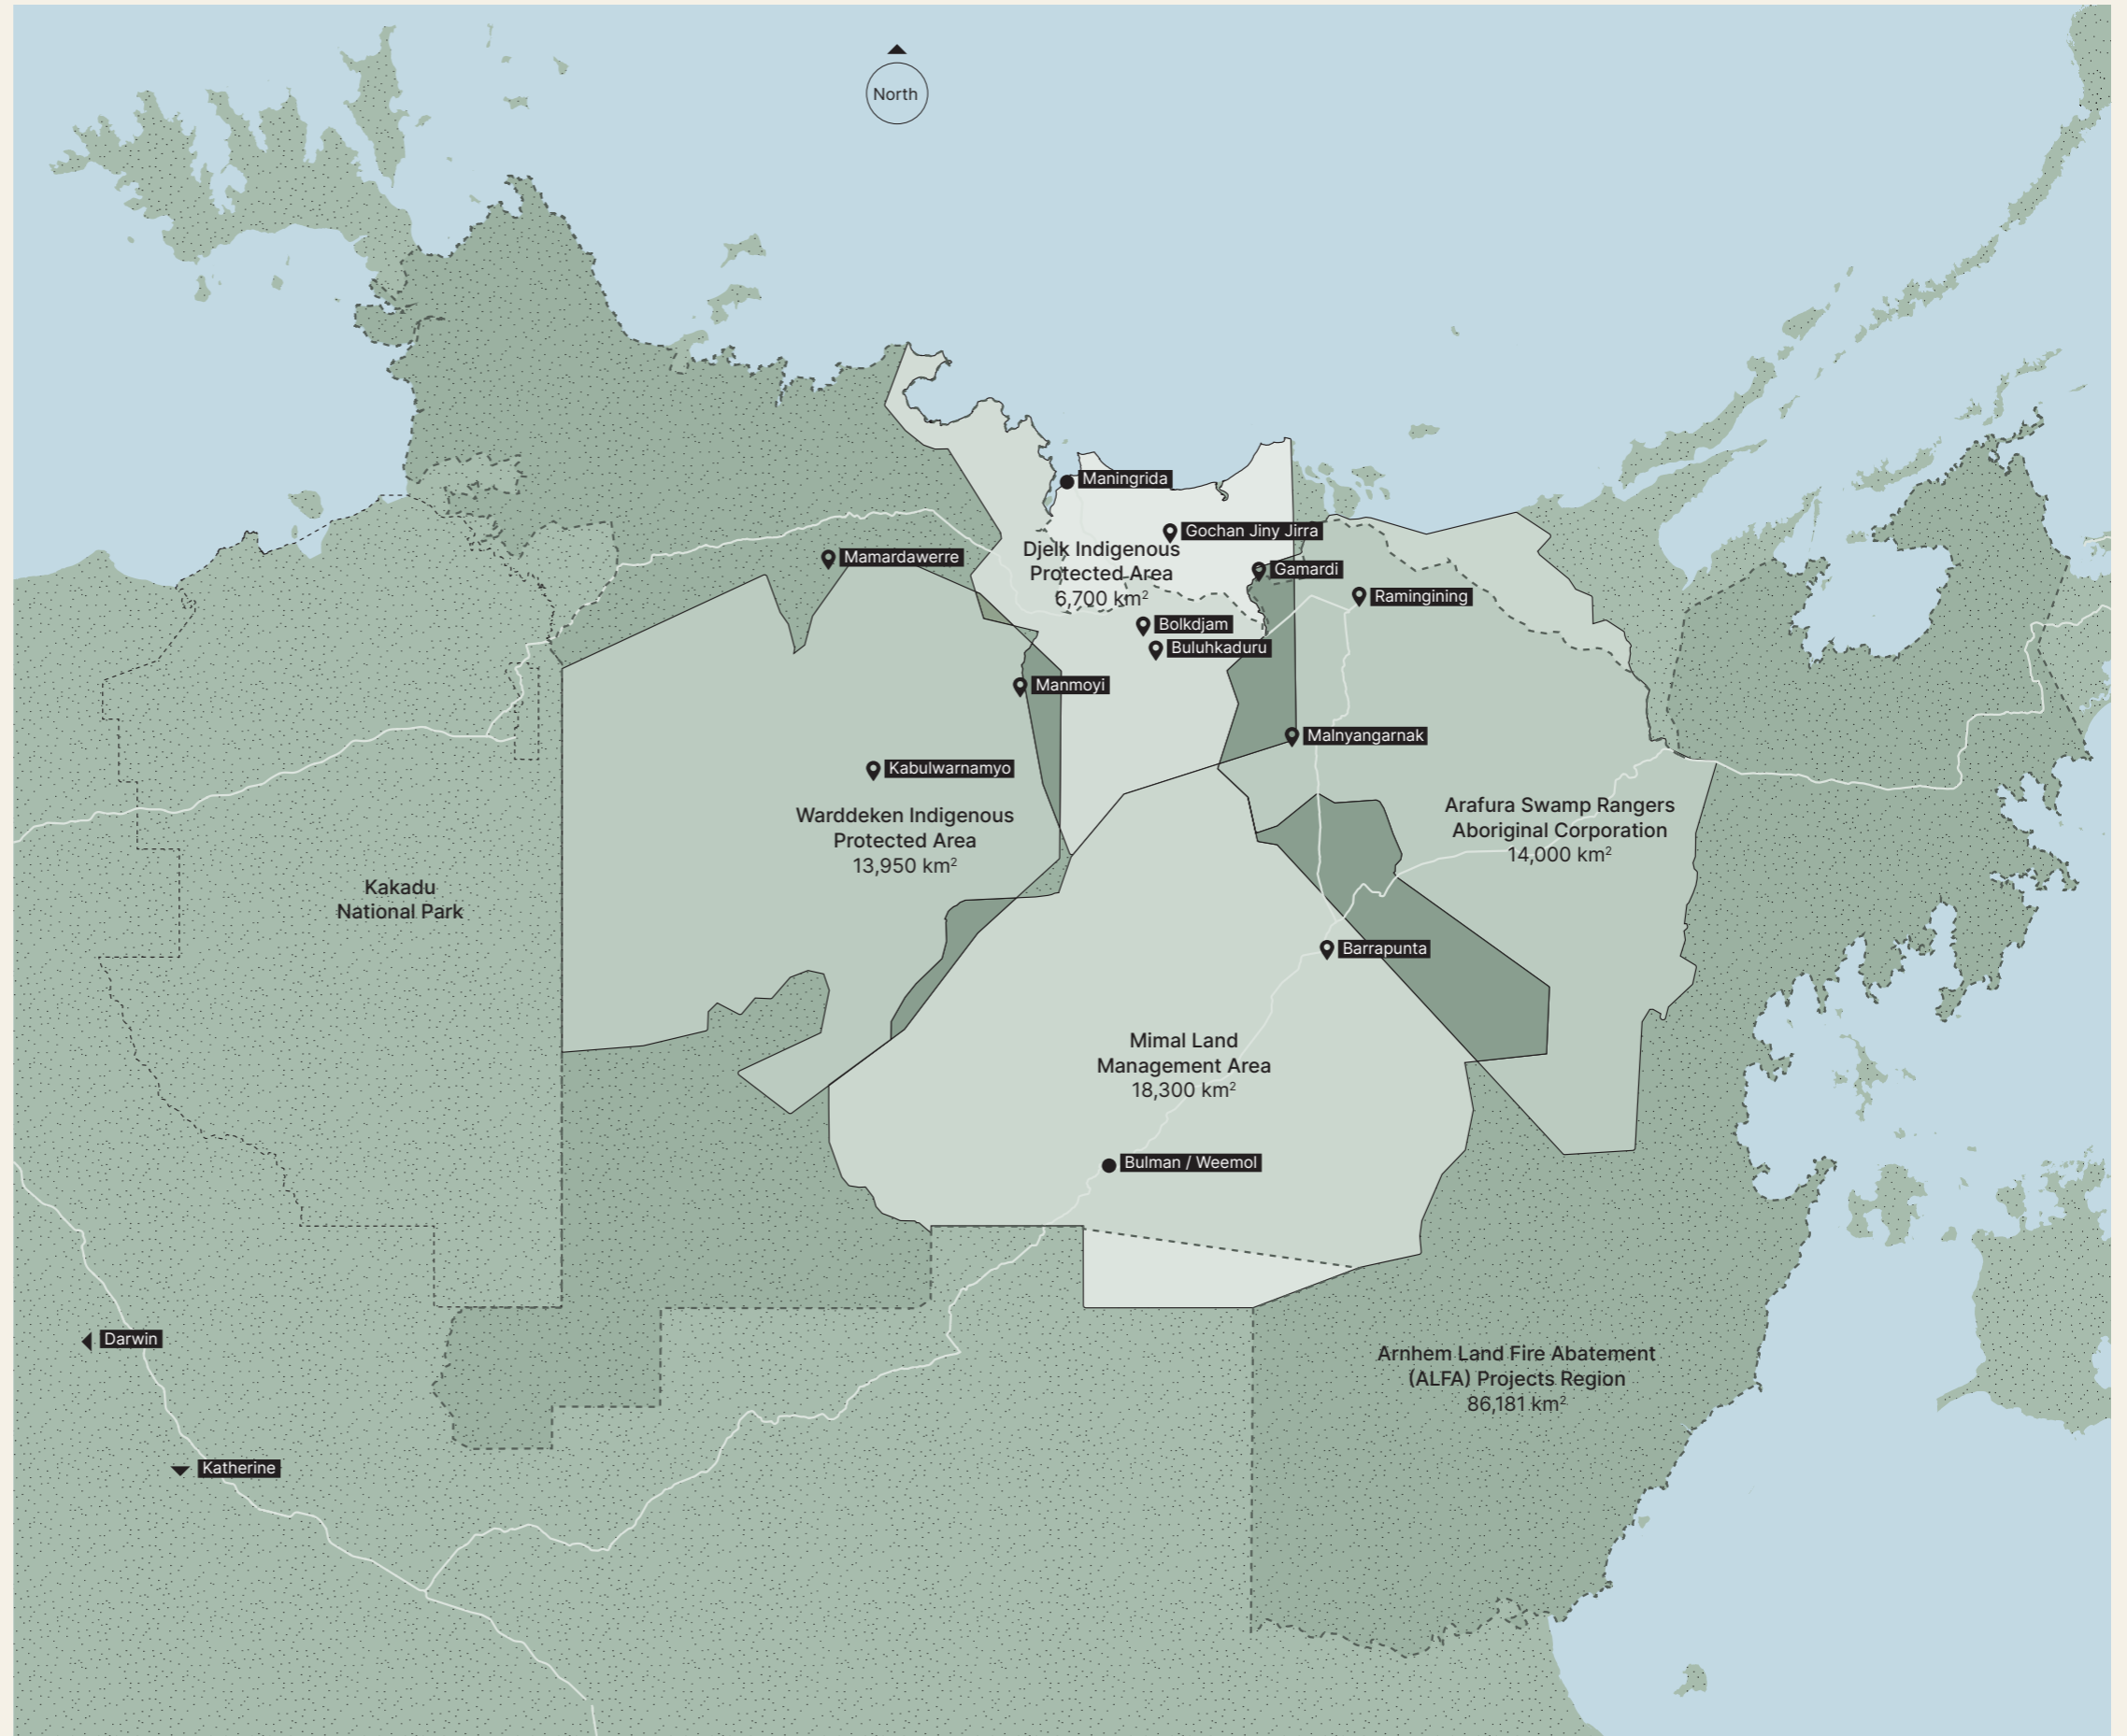 North
Maningrida
Gochan Jiny Jirra
Djelk Indigenous
Protected Area
6,700 km²
Mamardawerre
Gamardi
Ramingining
Bolkdjam
Buluhkaduru
Manmoyi
Malnyangarnak
Kabulwarnamyo
Warddeken Indigenous
Protected Area
13,950 km²
Arafura Swamp Rangers
Aboriginal Corporation
14,000 km²
Kakadu
National Park
Barrapunta
Mimal Land
Management Area
18,300 km²
Bulman / Weemol
Darwin
Arnhem Land Fire Abatement
(ALFA) Projects Region
86,181 km²
Katherine